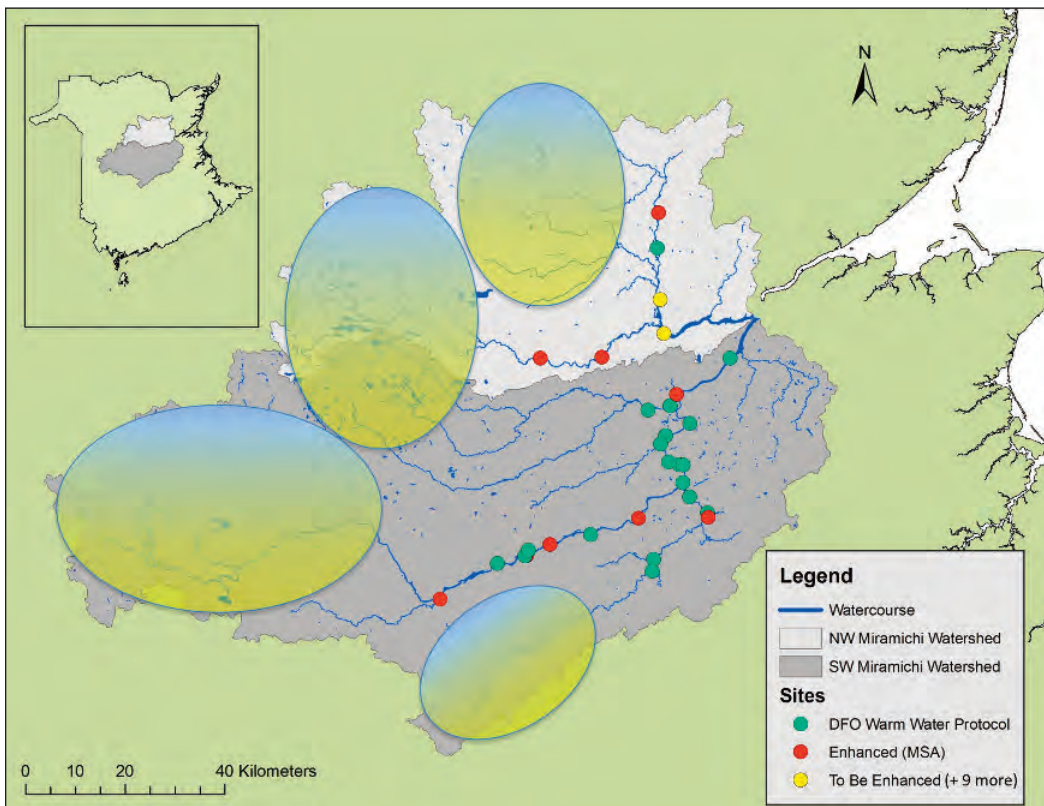 N
Legend
Watercourse
NW Miramichi Watershed
SW Miramichi Watershed
Sites
DFO Warm Water Protocol
Enhanced (MSA)
To Be Enhanced (+ 9 more)
0 10 20 40 Kilometers